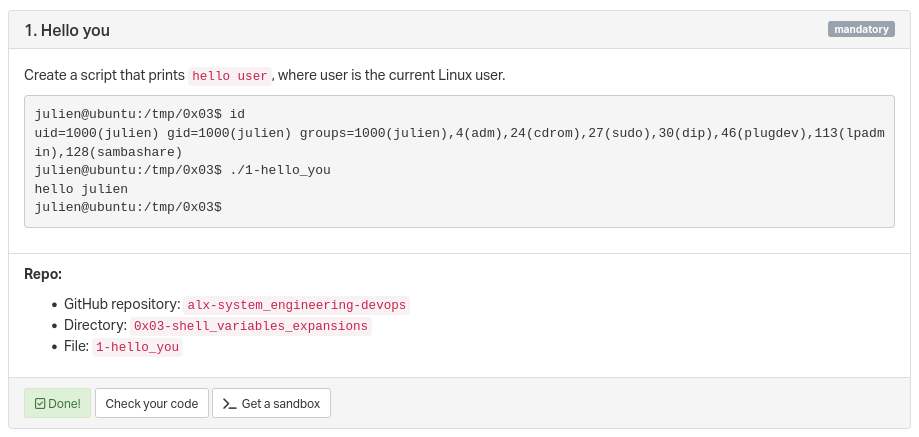 1. Hello you
mandatory
Create a script that prints hello user, where user is the current Linux user.
julien@ubuntu:/tmp/0x03$ id
uid=1000(julien) gid=1000(julien) groups=1000(julien),4(adm),24(cdrom),27(sudo),30(dip),46(plugdev),113(lpadm
in),128(sambashare)
julien@ubuntu:/tmp/0x03$ ./1-hello_you
hello julien
julien@ubuntu:/tmp/0x03$
Repo:
• GitHub repository: alx-system_engineering-devops
• Directory: 0x03-shell_variables_expansions
• File: 1-hello_you
Done! Check your code >_ Get a sandbox